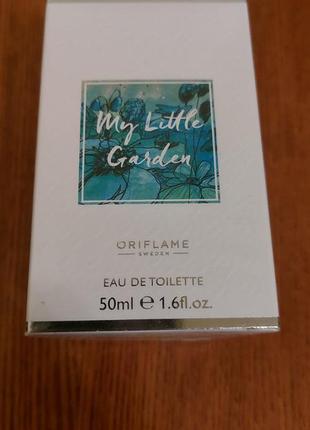 My Little
Garden
ORIFLAME
SWEDEN
EAU DE TOILETTE
50ml ℮ 1.6fl.oz.